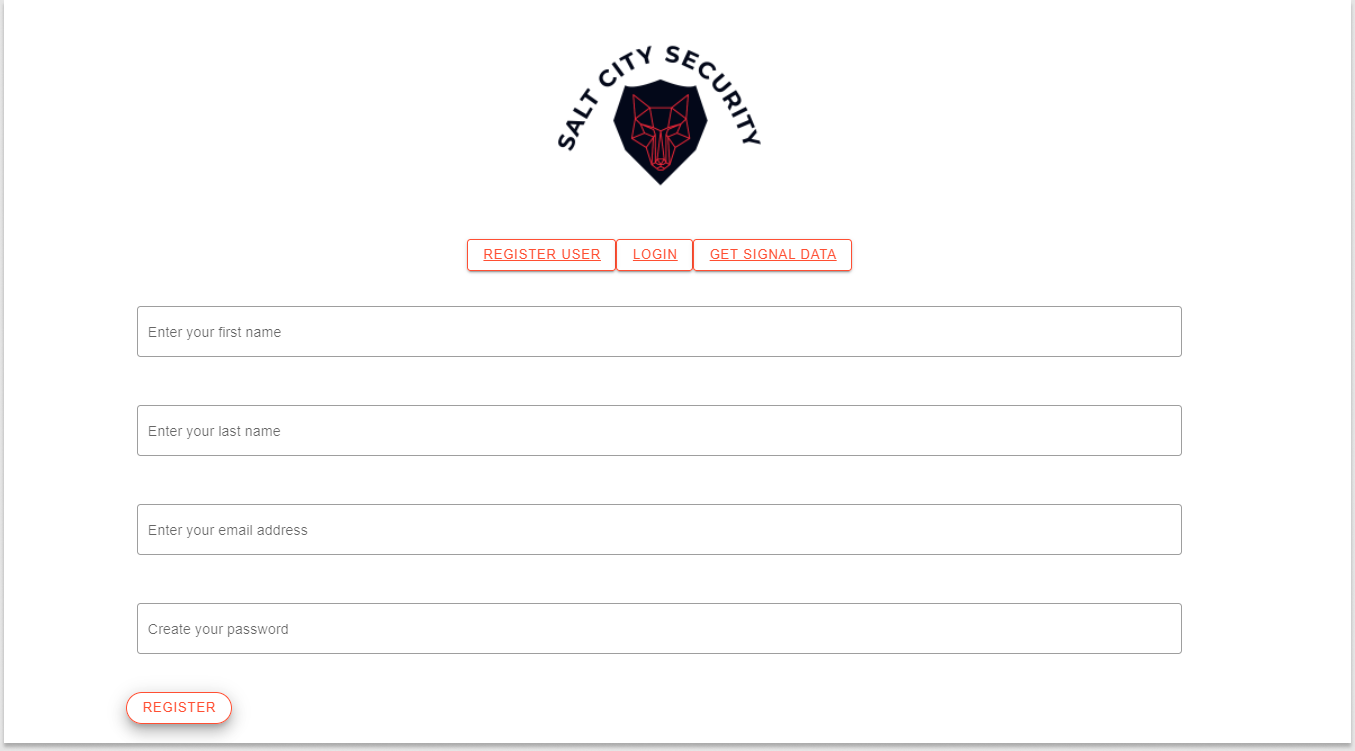 SALT CITY SECURITY
REGISTER USER LOGIN GET SIGNAL DATA
Enter your first name
Enter your last name
Enter your email address
Create your password
REGISTER